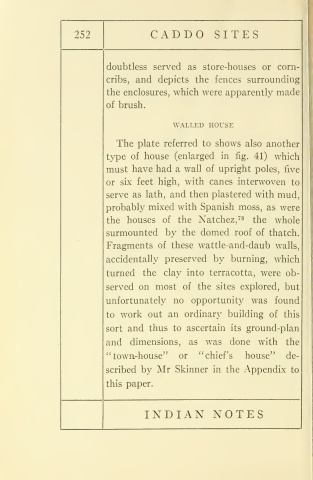 252
CADDO SITES
doubtless served as store-houses or corn-
cribs, and depicts the fences surrounding
the enclosures, which were apparently made
of brush.
WALLED HOUSE
The plate referred to shows also another
type of house (enlarged in fig. 41) which
must have had a wall of upright poles, five
or six feet high, with canes interwoven to
serve as lath, and then plastered with mud,
probably mixed with Spanish moss, as were
the houses of the Natchez,⁷⁸ the whole
surmounted by the domed roof of thatch.
Fragments of these wattle-and-daub walls,
accidentally preserved by burning, which
turned the clay into terracotta, were ob-
served on most of the sites explored, but
unfortunately no opportunity was found
to work out an ordinary building of this
sort and thus to ascertain its ground-plan
and dimensions, as was done with the
"town-house" or "chief's house" de-
scribed by Mr Skinner in the Appendix to
this paper.
INDIAN NOTES